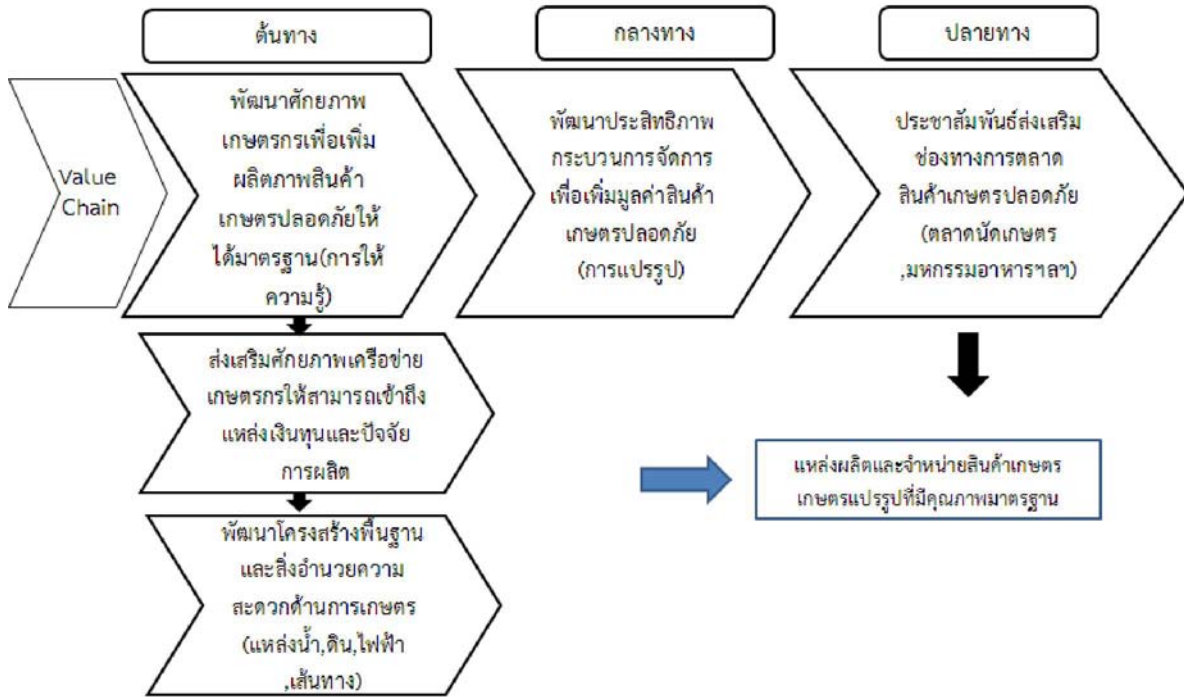 ต้นทาง
กลางทาง
ปลายทาง
Value
Chain
พัฒนาศักยภาพ
เกษตรกรเพื่อเพิ่ม
ผลิตภาพสินค้า
เกษตรปลอดภัยให้
ได้มาตรฐาน(การให้
ความรู้)
พัฒนาประสิทธิภาพ
กระบวนการจัดการ
เพื่อเพิ่มมูลค่าสินค้า
เกษตรปลอดภัย
(การแปรรูป)
ประชาสัมพันธ์ส่งเสริม
ช่องทางการตลาด
สินค้าเกษตรปลอดภัย
(ตลาดนัดเกษตร
,มหกรรมอาหารฯลฯ)
ส่งเสริมศักยภาพเครือข่าย
เกษตรกรให้สามารถเข้าถึง
แหล่งเงินทุนและปัจจัย
การผลิต
แหล่งผลิตและจำหน่ายสินค้าเกษตร
เกษตรแปรรูปที่มีคุณภาพมาตรฐาน
พัฒนาโครงสร้างพื้นฐาน
และสิ่งอำนวยความ
สะดวกด้านการเกษตร
(แหล่งน้ำ,ดิน,ไฟฟ้า
,เส้นทาง)